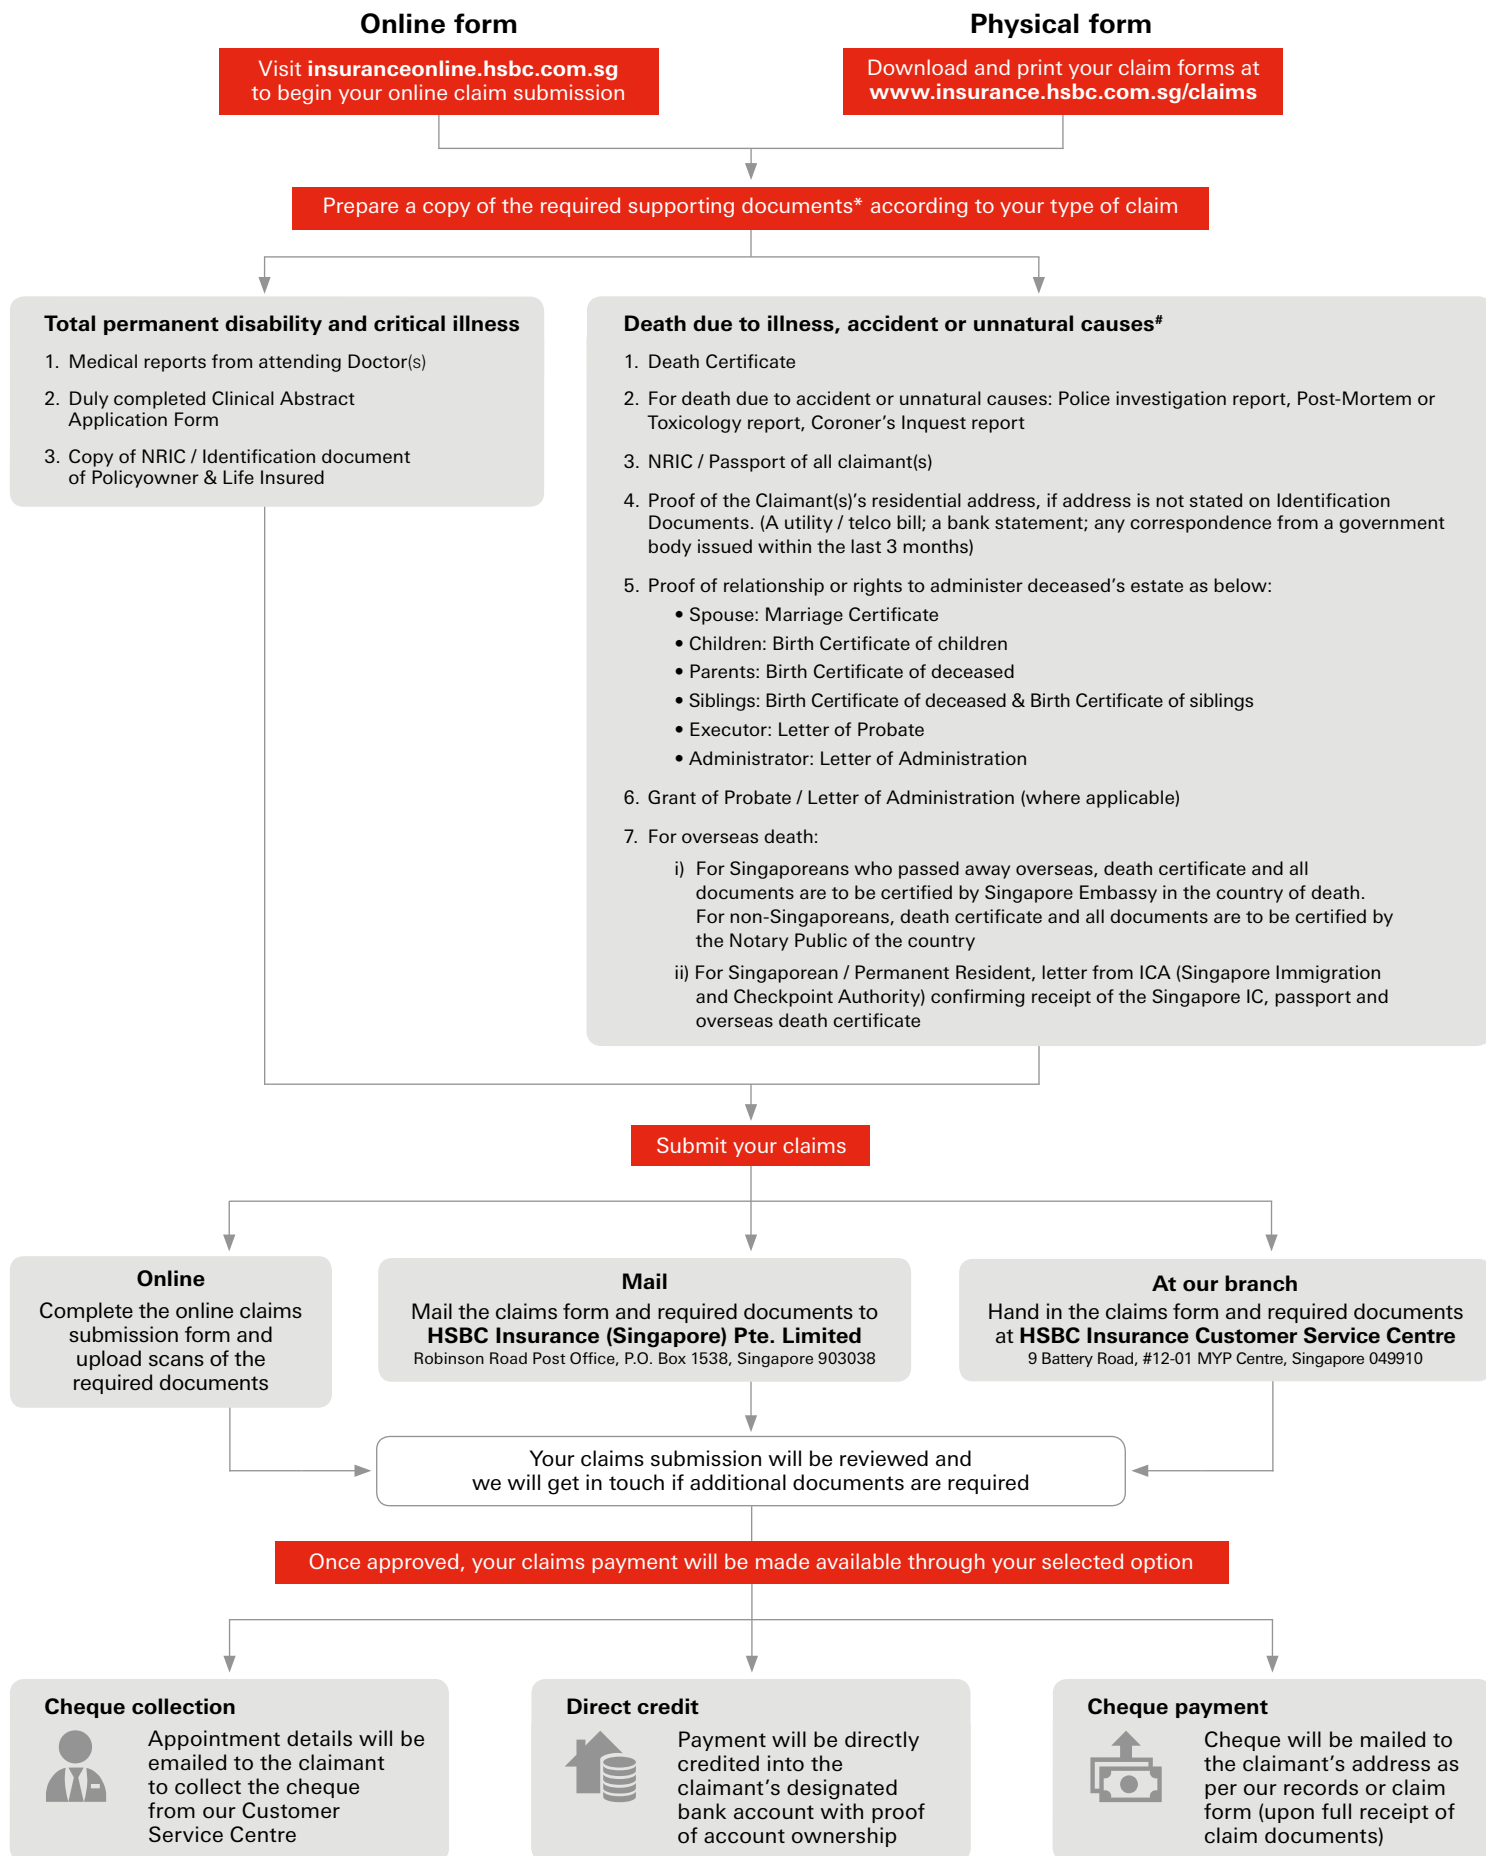 Online form
Visit insuranceonline.hsbc.com.sg
to begin your online claim submission
Physical form
Download and print your claim forms at
www.insurance.hsbc.com.sg/claims
Prepare a copy of the required supporting documents* according to your type of claim
Total permanent disability and critical illness
1. Medical reports from attending Doctor(s)
2. Duly completed Clinical Abstract
Application Form
3. Copy of NRIC / Identification document
of Policyowner & Life Insured
Death due to illness, accident or unnatural causes#
1. Death Certificate
2. For death due to accident or unnatural causes: Police investigation report, Post-Mortem or
Toxicology report, Coroner's Inquest report
3. NRIC / Passport of all claimant(s)
4. Proof of the Claimant(s)'s residential address, if address is not stated on Identification
Documents. (A utility / telco bill; a bank statement; any correspondence from a government
body issued within the last 3 months)
5. Proof of relationship or rights to administer deceased's estate as below:
• Spouse: Marriage Certificate
• Children: Birth Certificate of children
• Parents: Birth Certificate of deceased
• Siblings: Birth Certificate of deceased & Birth Certificate of siblings
• Executor: Letter of Probate
• Administrator: Letter of Administration
6. Grant of Probate / Letter of Administration (where applicable)
7. For overseas death:
i) For Singaporeans who passed away overseas, death certificate and all
documents are to be certified by Singapore Embassy in the country of death.
For non-Singaporeans, death certificate and all documents are to be certified by
the Notary Public of the country
ii) For Singaporean / Permanent Resident, letter from ICA (Singapore Immigration
and Checkpoint Authority) confirming receipt of the Singapore IC, passport and
overseas death certificate
Submit your claims
Online
Complete the online claims
submission form and
upload scans of the
required documents
Mail
Mail the claims form and required documents to
HSBC Insurance (Singapore) Pte. Limited
Robinson Road Post Office, P.O. Box 1538, Singapore 903038
At our branch
Hand in the claims form and required documents
at HSBC Insurance Customer Service Centre
9 Battery Road, #12-01 MYP Centre, Singapore 049910
Your claims submission will be reviewed and
we will get in touch if additional documents are required
Once approved, your claims payment will be made available through your selected option
Cheque collection
Appointment details will be
emailed to the claimant
to collect the cheque
from our Customer
Service Centre
Direct credit
Payment will be directly
credited into the
claimant's designated
bank account with proof
of account ownership
Cheque payment
Cheque will be mailed to
the claimant's address as
per our records or claim
form (upon full receipt of
claim documents)